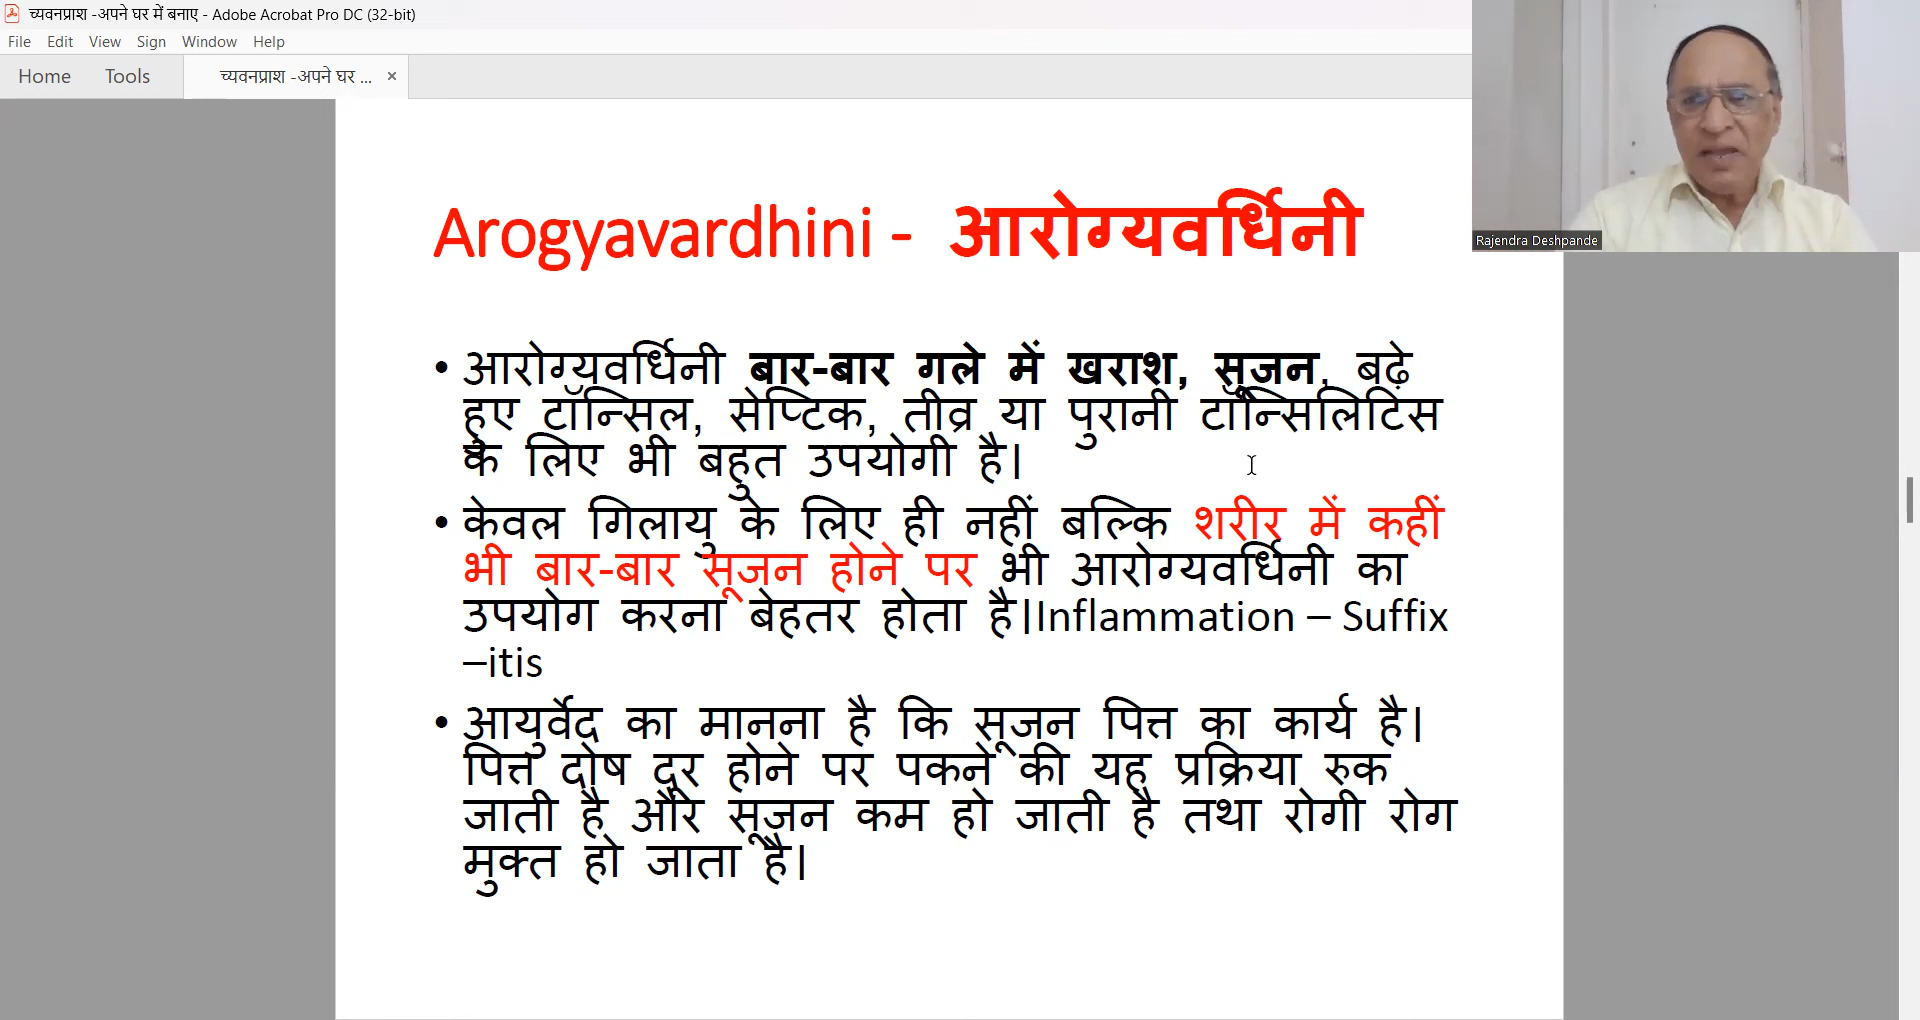 च्यवनप्राश -अपने घर में बनाए - Adobe Acrobat Pro DC (32-bit)
File Edit View Sign Window Help
Home Tools च्यवनप्राश -अपने घर ... ×
Rajendra Deshpande
Arogyavardhini - आरोग्यवर्धिनी
• आरोग्यवर्धिनी बार-बार गले में खराश, सूजन, बढ़े
हुए टॉन्सिल, सेप्टिक, तीव्र या पुरानी टॉन्सिलिटिस
के लिए भी बहुत उपयोगी है।
• केवल गिलायु के लिए ही नहीं बल्कि शरीर में कहीं
भी बार-बार सूजन होने पर भी आरोग्यवर्धिनी का
उपयोग करना बेहतर होता है।Inflammation – Suffix
–itis
• आयुर्वेद का मानना है कि सूजन पित्त का कार्य है।
पित्त दोष दूर होने पर पकने की यह प्रक्रिया रुक
जाती है और सूजन कम हो जाती है तथा रोगी रोग
मुक्त हो जाता है।